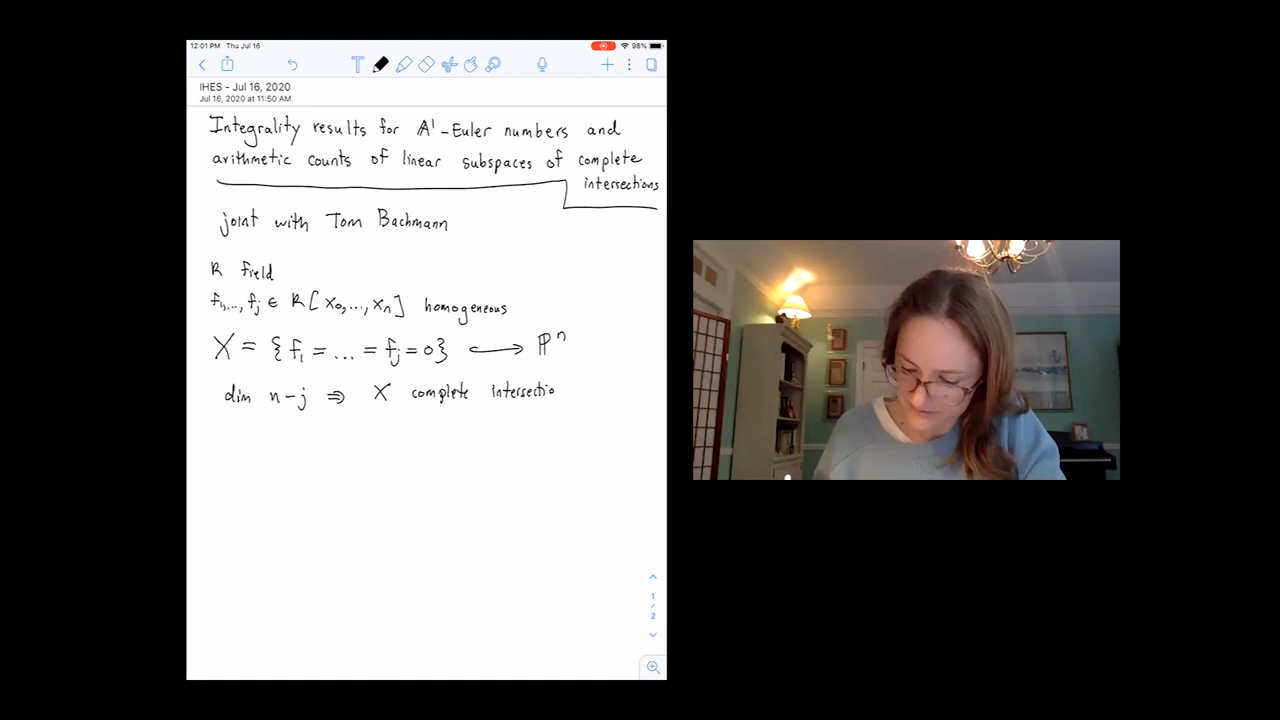 12:01 PM Thu Jul 16
98%
IHES - Jul 16, 2020
Jul 16, 2020 at 11:50 AM
Integrality results for 𝔸¹-Euler numbers and
arithmetic counts of linear subspaces of complete
intersections
joint with Tom Bachmann
k field
f₁,..., fⱼ ∈ k[x₀,...,xₙ] homogeneous
X = {f₁ = ... = fⱼ = 0} ↪ ℙⁿ
dim n-j ⇒ X complete intersectio
1
/
2